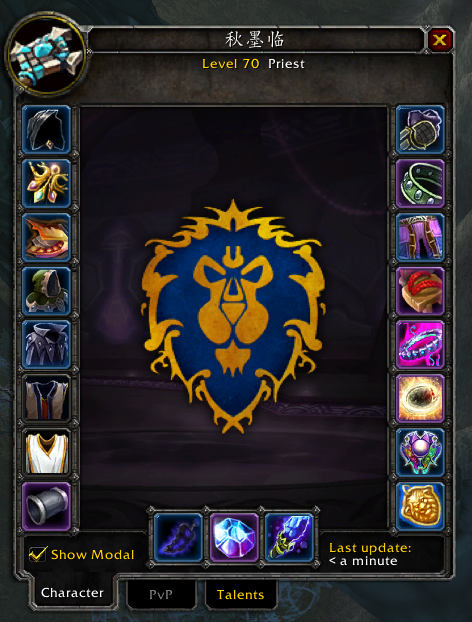 秋墨临
Level 70 Priest
Show Modal
Last update:
< a minute
Character
PvP
Talents